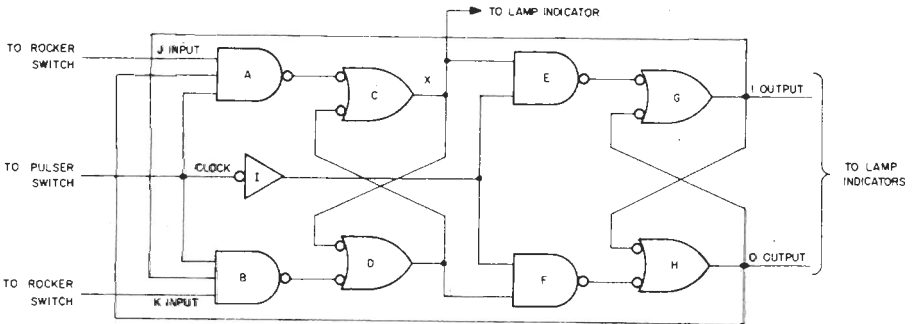 TO LAMP INDICATOR
TO ROCKER
SWITCH
J INPUT
A
C
X
E
G
1 OUTPUT
TO PULSER
SWITCH
CLOCK
I
TO LAMP
INDICATORS
B
D
F
H
0 OUTPUT
TO ROCKER
SWITCH
K INPUT